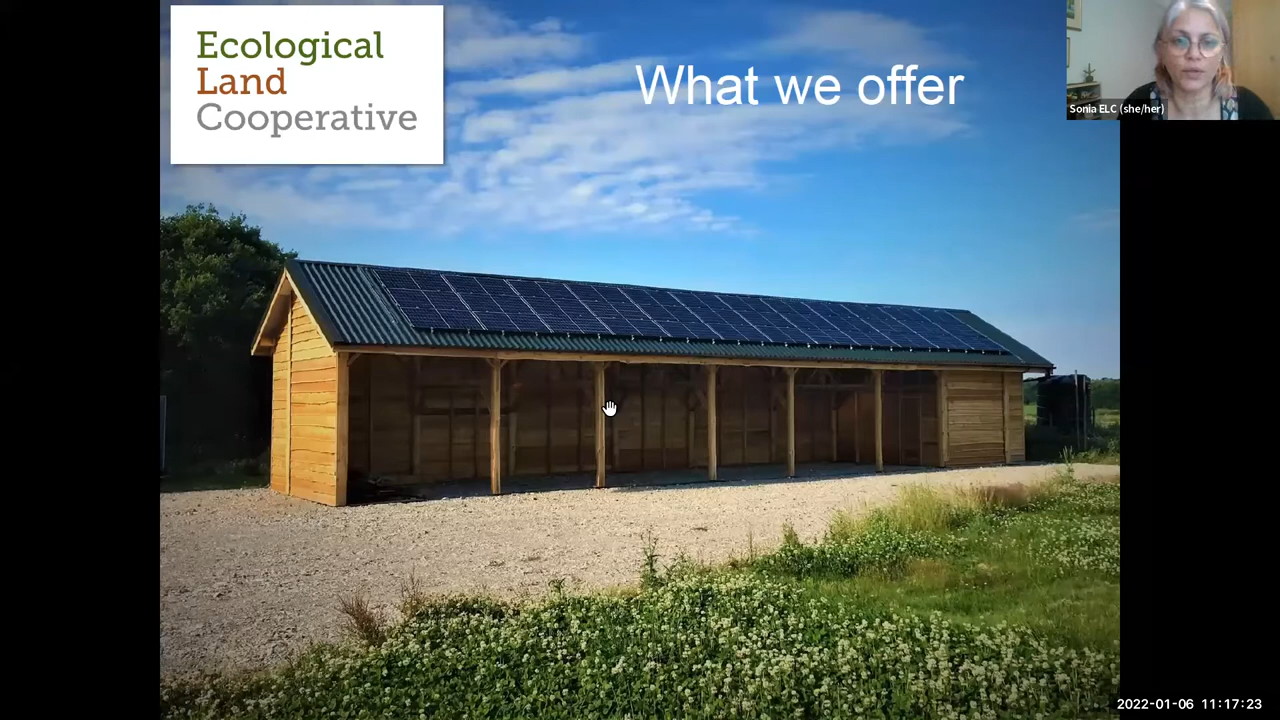 Ecological
Land
Cooperative
What we offer
Sonia ELC (she/her)
2022-01-06 11:17:23